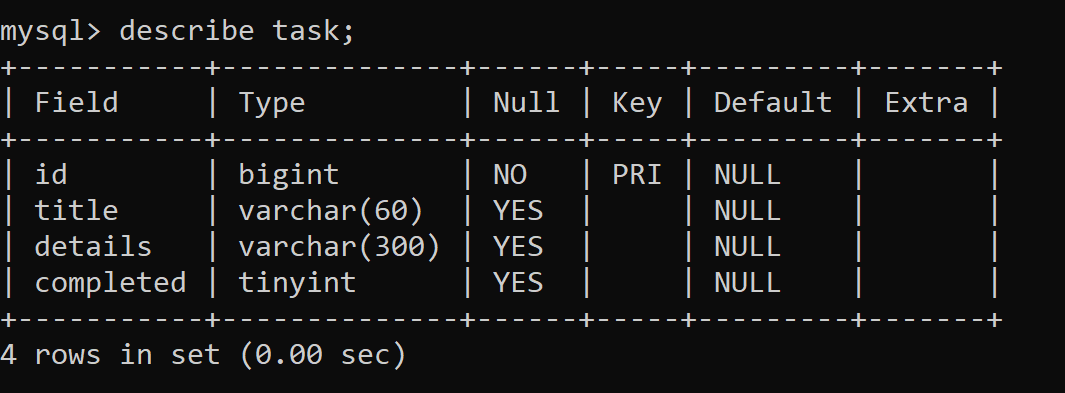 mysql> describe task;
+-----------+--------------+------+-----+---------+-------+
| Field     | Type         | Null | Key | Default | Extra |
+-----------+--------------+------+-----+---------+-------+
| id        | bigint       | NO   | PRI | NULL    |       |
| title     | varchar(60)  | YES  |     | NULL    |       |
| details   | varchar(300) | YES  |     | NULL    |       |
| completed | tinyint      | YES  |     | NULL    |       |
+-----------+--------------+------+-----+---------+-------+
4 rows in set (0.00 sec)